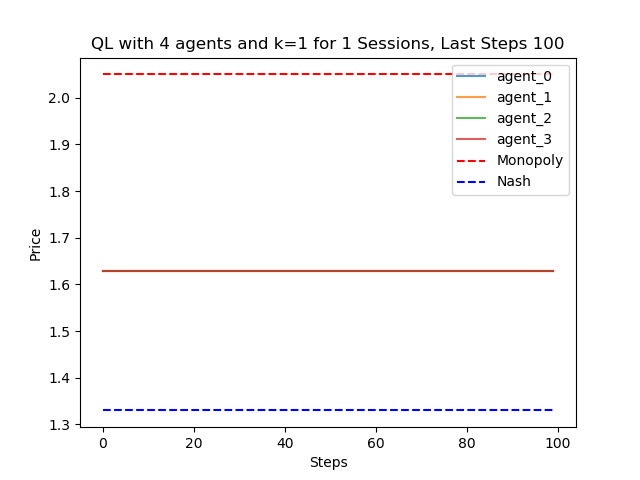 QL with 4 agents and k=1 for 1 Sessions, Last Steps 100
agent_0
agent_1
agent_2
agent_3
Monopoly
Nash
2.0
1.9
1.8
1.7
1.6
1.5
1.4
1.3
Price
0 20 40 60 80 100
Steps